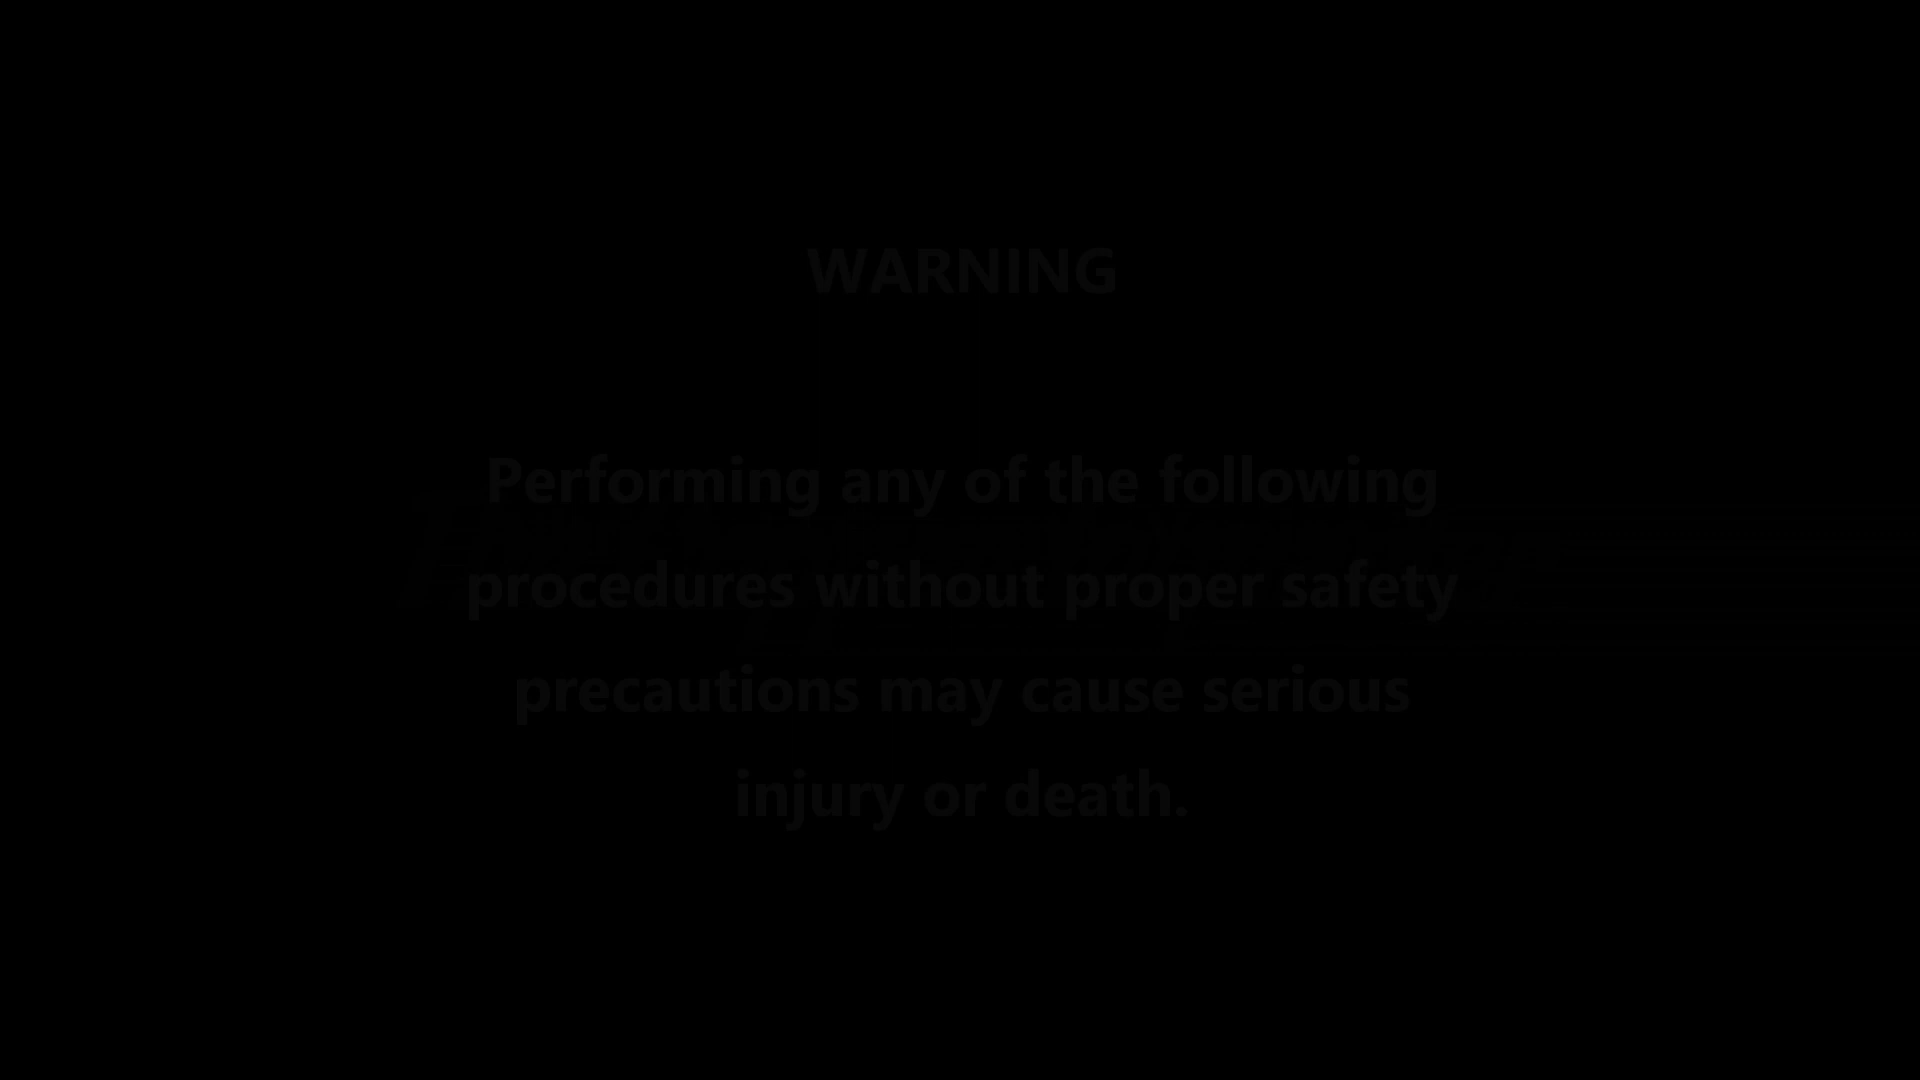 WARNING
Performing any of the following
procedures without proper safety
precautions may cause serious
injury or death.